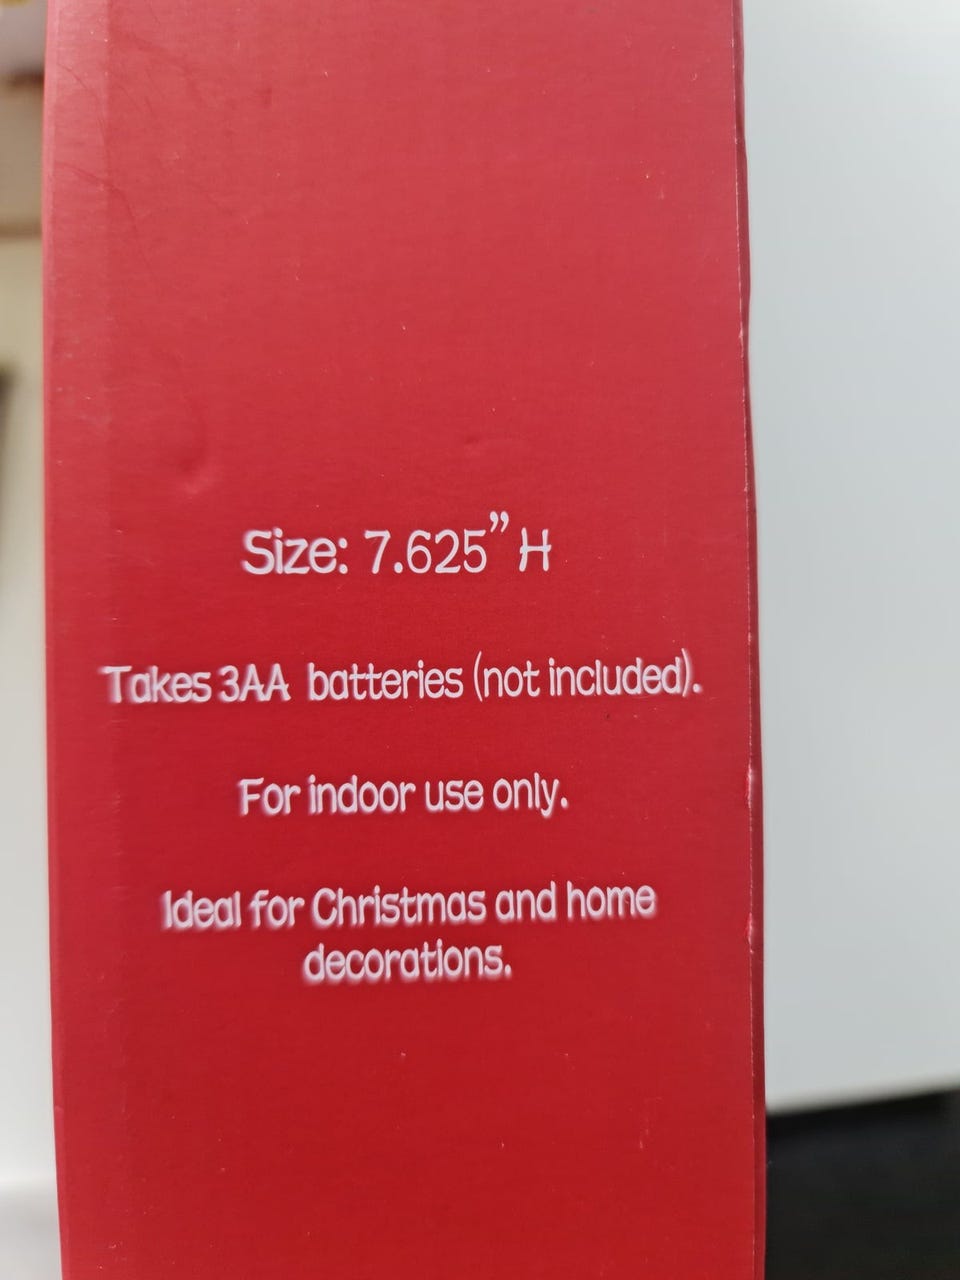 Size: 7.625” H
Takes 3AA batteries (not included).
For indoor use only.
Ideal for Christmas and home
decorations.